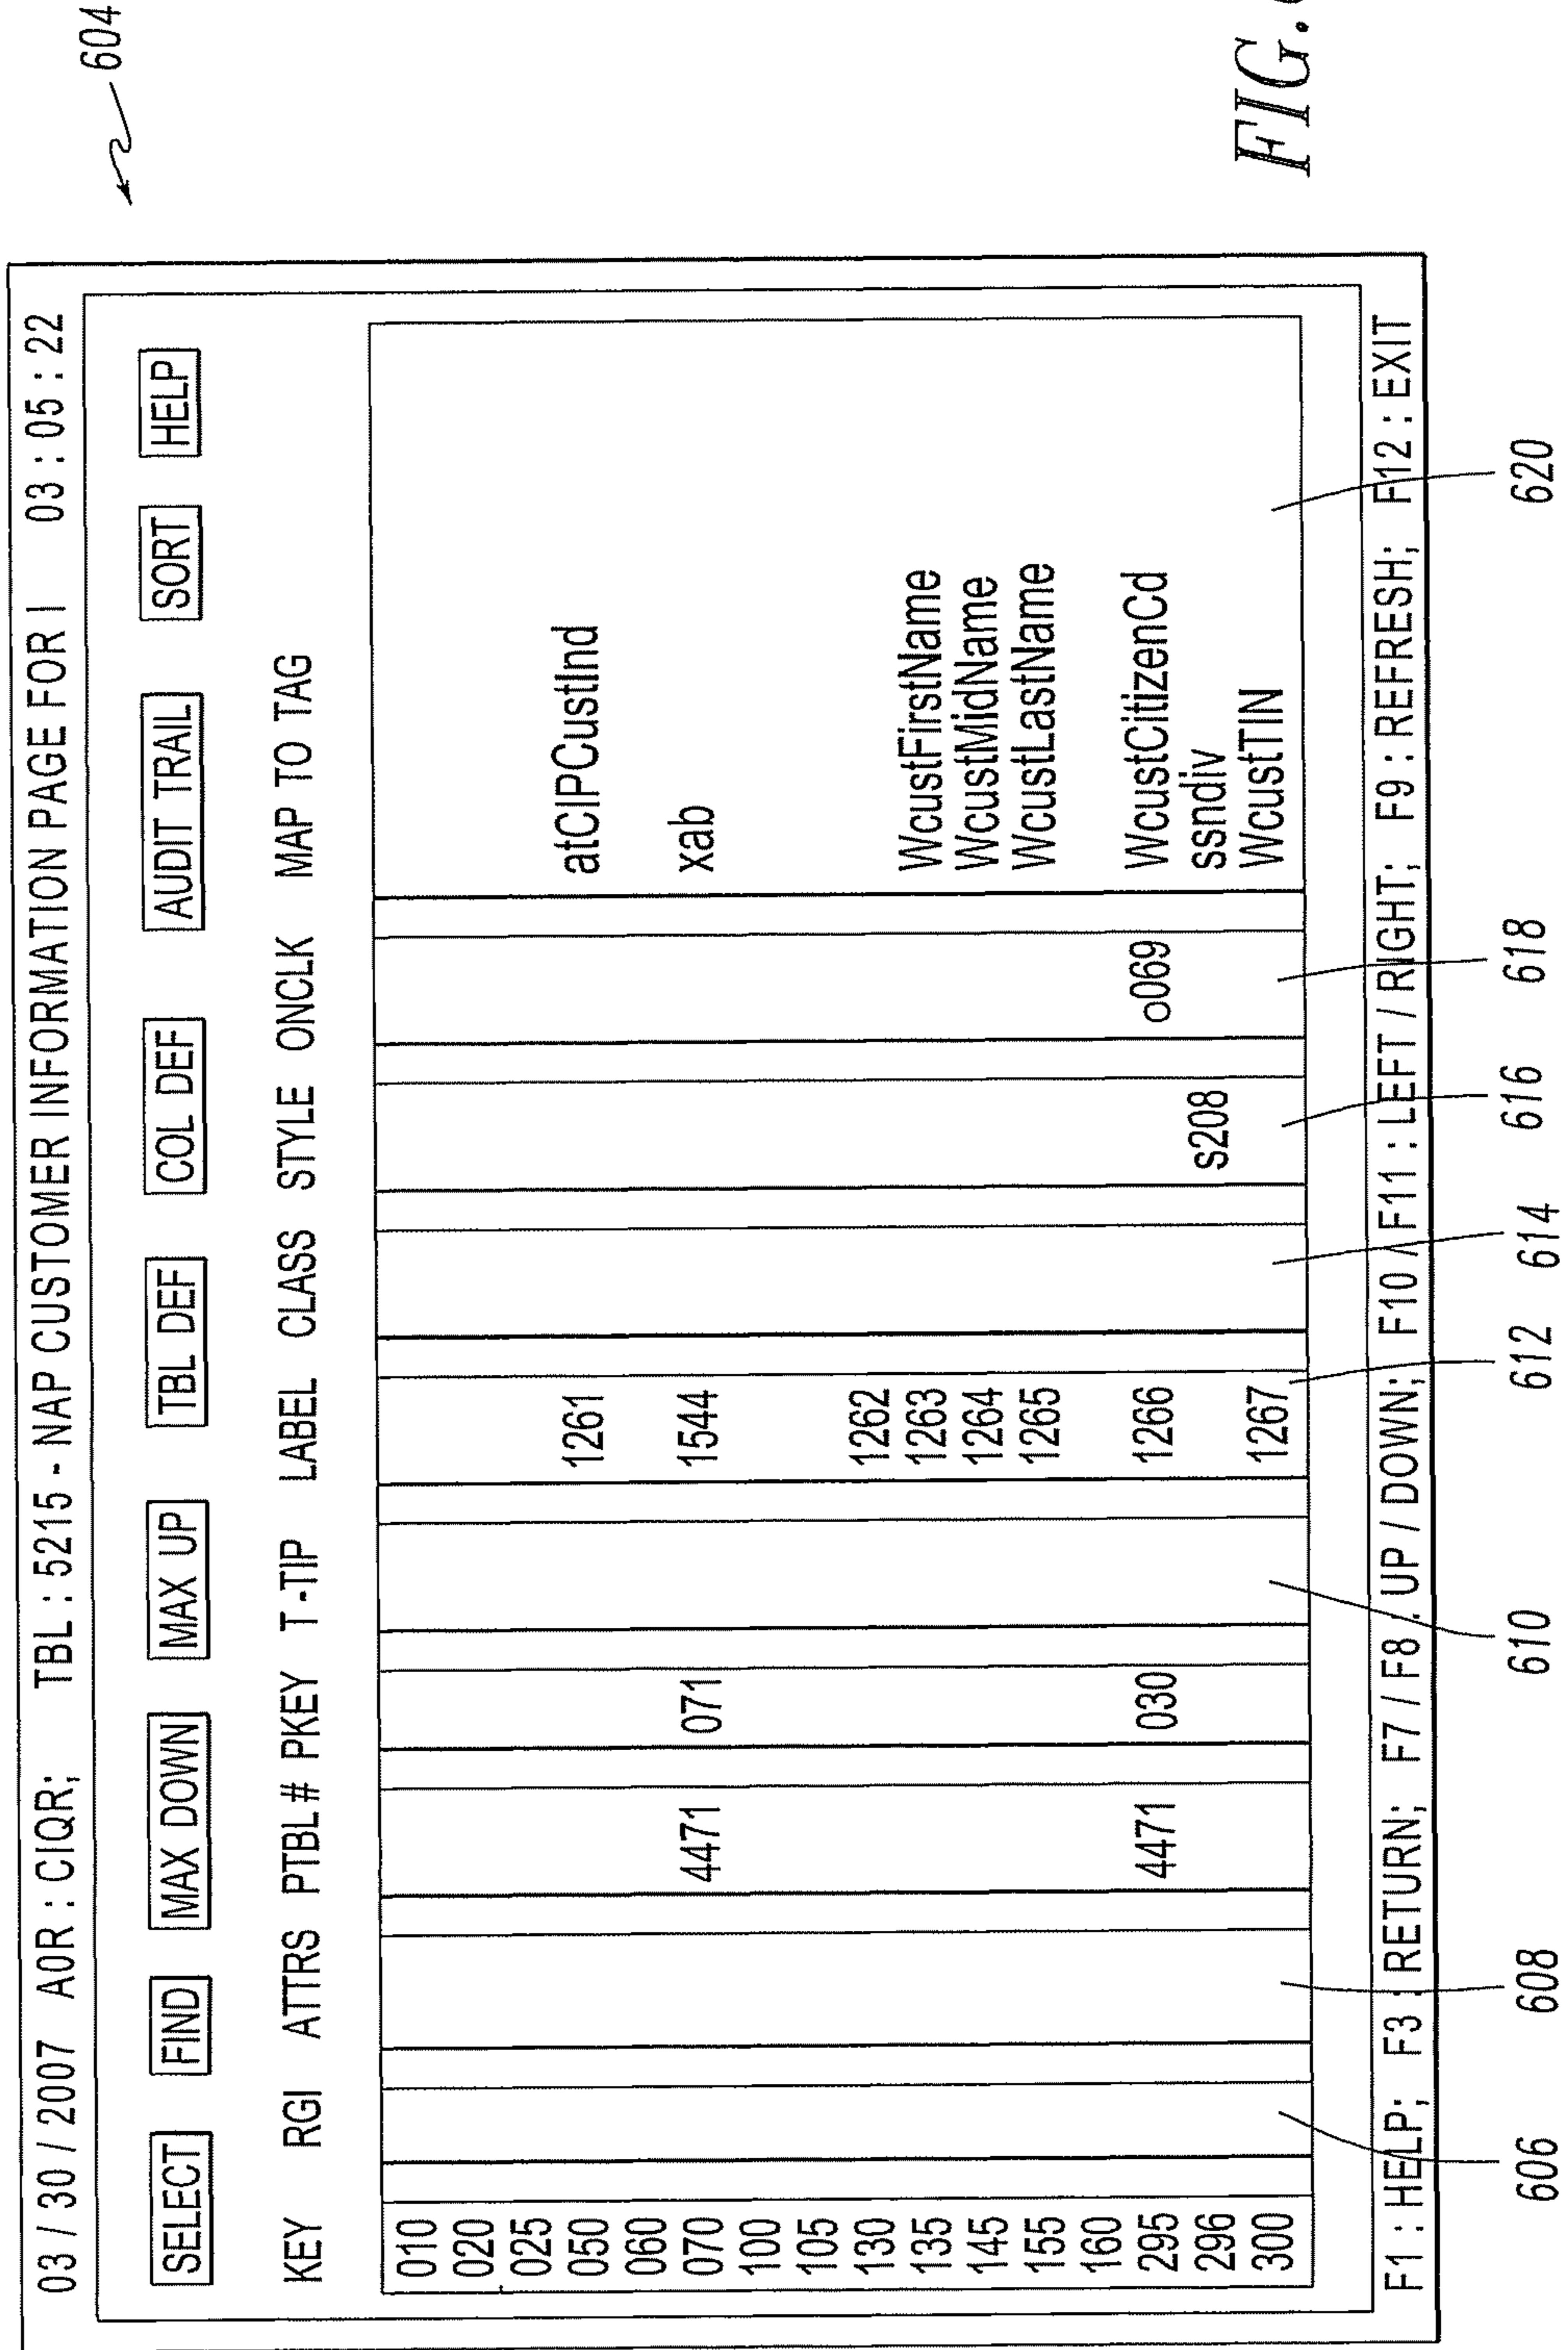 604
03 / 30 / 2007 A0R : CIQR; TBL : 5215 - NAP CUSTOMER INFORMATION PAGE FOR I 03 : 05 : 22
SELECT FIND MAX DOWN MAX UP TBL DEF COL DEF AUDIT TRAIL SORT HELP
KEY RGI ATTRS PTBL# PKEY T-TIP LABEL CLASS STYLE ONCLK MAP TO TAG
010
020
025
050 1261 atCIPCustInd
060
070 4471 071 1544 xab
100
105
130 1262
135 1263 WcustFirstName
145 1264 WcustMidName
155 1265 WcustLastName
160
295 4471 030 1266 o069 WcustCitizenCd
296 s208 ssndiv
300 1267 WcustTIN
F1 : HELP; F3 : RETURN; F7 / F8 : UP / DOWN; F10 / F11 : LEFT / RIGHT; F9 : REFRESH; F12 : EXIT
606 608 610 612 614 616 618 620
FIG.